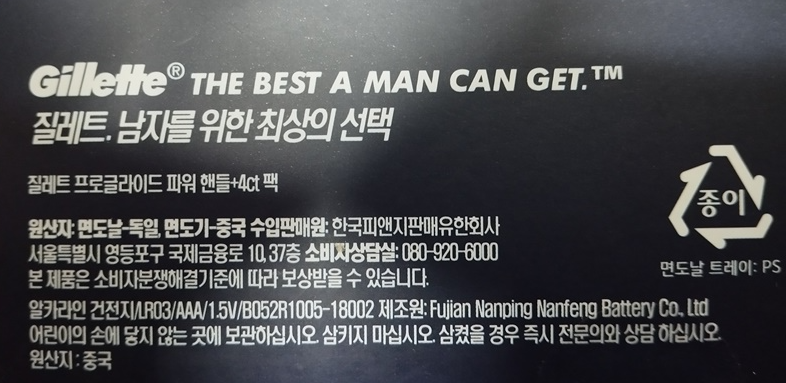 Gillette® THE BEST A MAN CAN GET.™
질레트. 남자를 위한 최상의 선택
질레트 프로글라이드 파워 핸들+4ct 팩
종이
면도날 트레이: PS
원산지: 면도날-독일, 면도기-중국 수입판매원: 한국피앤지판매유한회사
서울특별시 영등포구 국제금융로 10, 37층 소비자상담실: 080-920-6000
본 제품은 소비자분쟁해결기준에 따라 보상받을 수 있습니다.
알카라인 건전지/LR03/AAA/1.5V/B052R1005-18002 제조원: Fujian Nanping Nanfeng Battery Co., Ltd
어린이의 손에 닿지 않는 곳에 보관하십시오. 삼키지 마십시오. 삼켰을 경우 즉시 전문의와 상담 하십시오.
원산지 : 중국